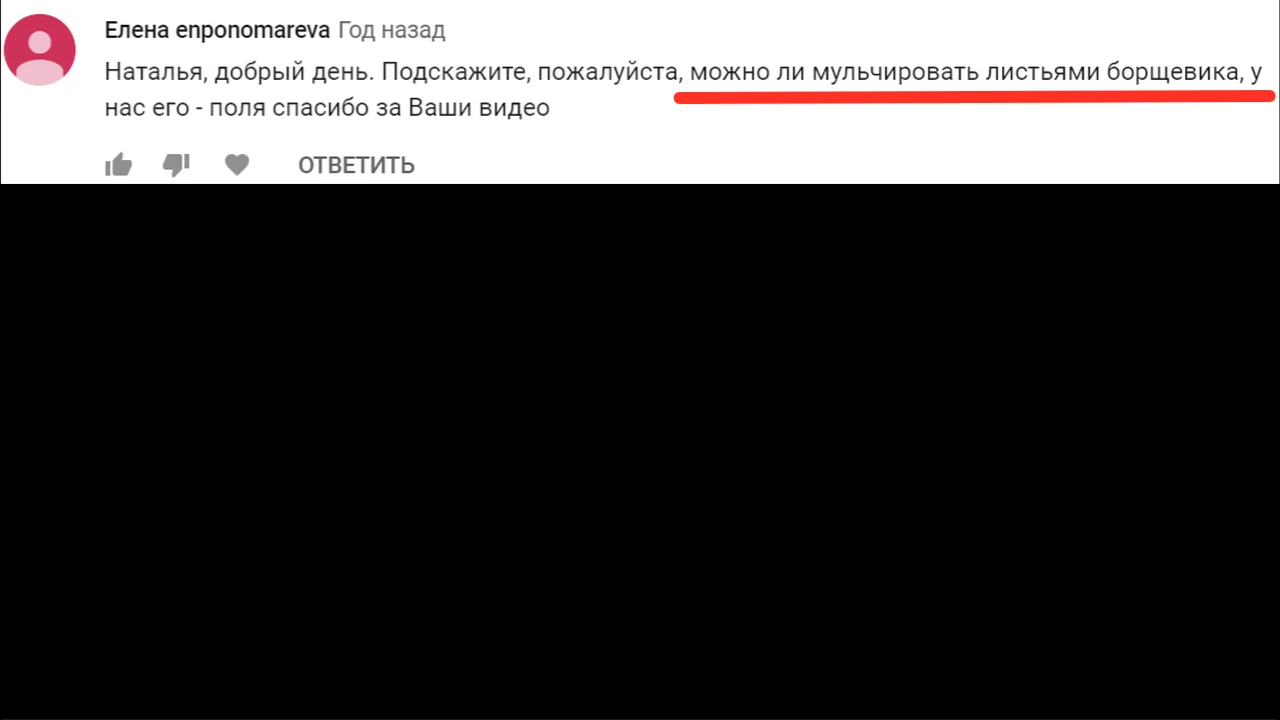 Елена enponomareva Год назад
Наталья, добрый день. Подскажите, пожалуйста, можно ли мульчировать листьями борщевика, у
нас его - поля спасибо за Ваши видео
ОТВЕТИТЬ